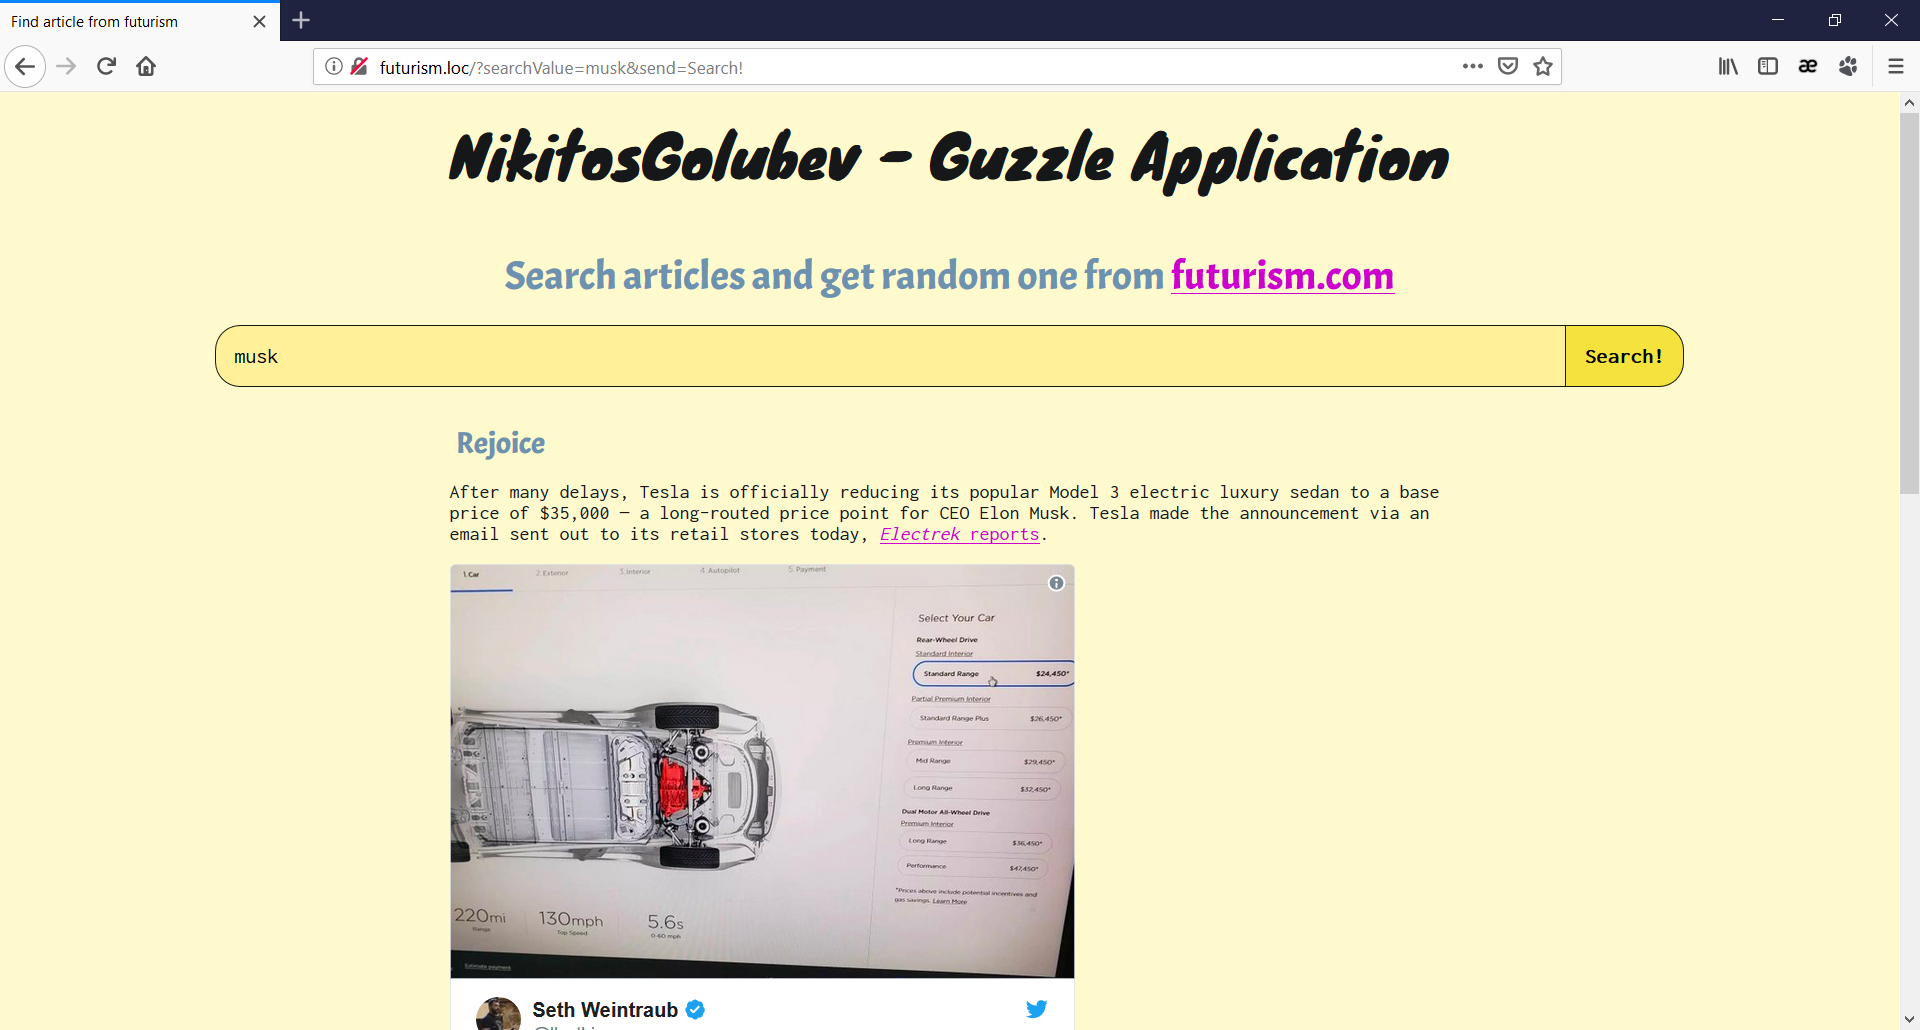 Find article from futurism
futurism.loc/?searchValue=musk&send=Search!
æ
NikitosGolubev - Guzzle Application
Search articles and get random one from futurism.com
musk
Search!
Rejoice
After many delays, Tesla is officially reducing its popular Model 3 electric luxury sedan to a base
price of $35,000 — a long-routed price point for CEO Elon Musk. Tesla made the announcement via an
email sent out to its retail stores today, Electrek reports.
1. Car 2. Exterior 3. Interior 4. Autopilot 5. Payment
Select Your Car
Rear-Wheel Drive
Standard Interior
Standard Range $24,450*
Partial Premium Interior
Standard Range Plus $26,450*
Premium Interior
Mid Range $29,450*
Long Range $32,450*
Dual Motor All-Wheel Drive
Premium Interior
Long Range $36,450*
Performance $47,450*
*Prices above include potential incentives and
gas savings. Learn More
220mi 130mph 5.6s
Range Top Speed 0-60 mph
Estimate payment
Seth Weintraub